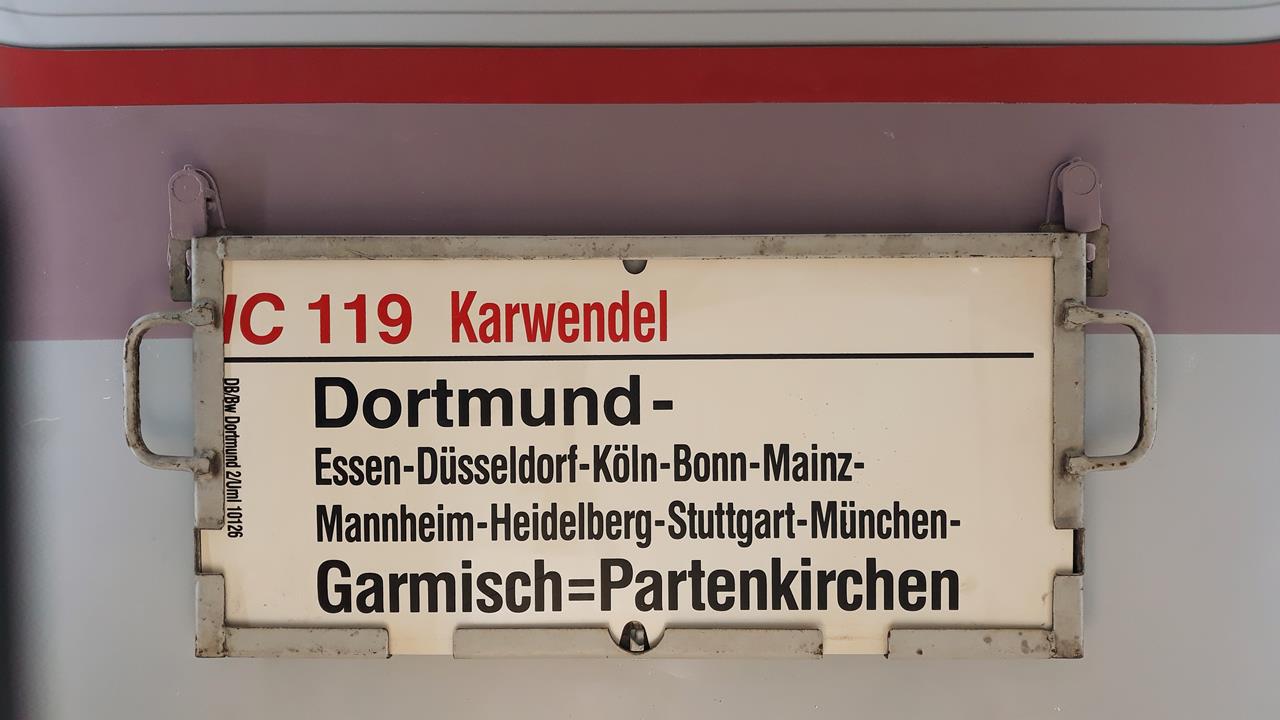 IC 119 Karwendel
Dortmund-
Essen-Düsseldorf-Köln-Bonn-Mainz-
Mannheim-Heidelberg-Stuttgart-München-
Garmisch=Partenkirchen
DB/Bw Dortmund 2/Uml 10126